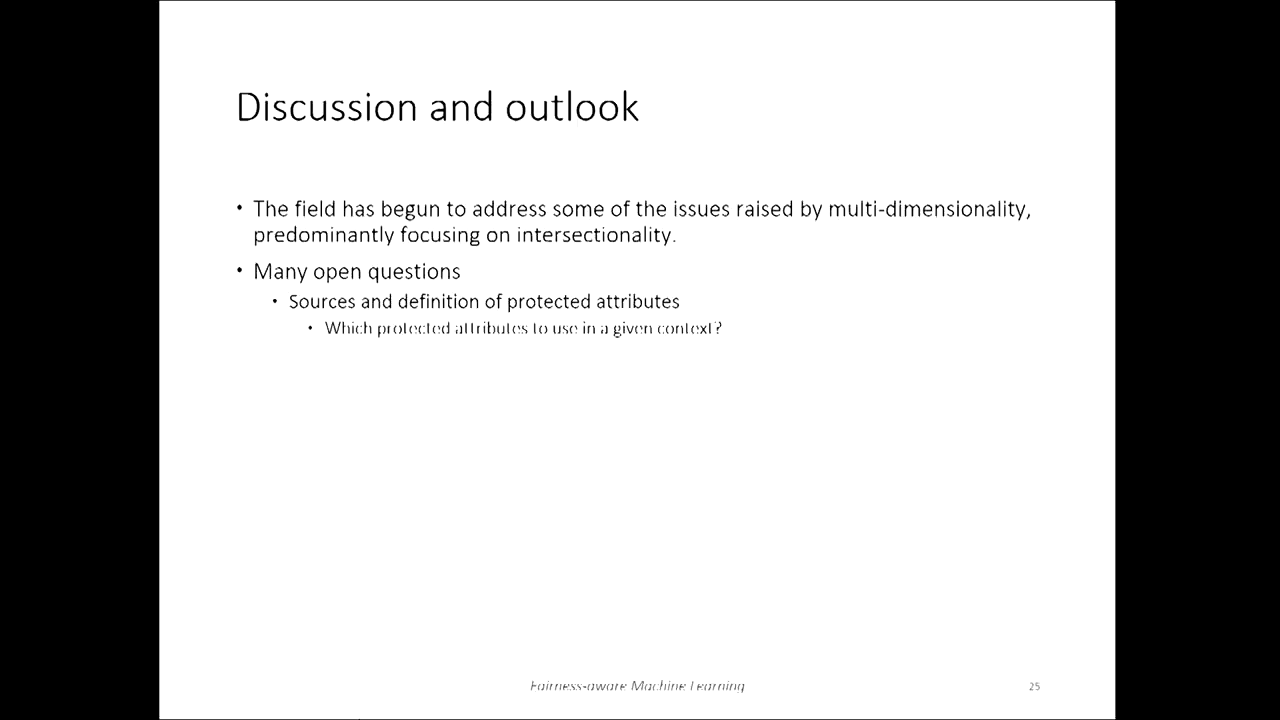 Discussion and outlook
• The field has begun to address some of the issues raised by multi-dimensionality,
predominantly focusing on intersectionality.
• Many open questions
• Sources and definition of protected attributes
• Which protected attributes to use in a given context?
Fairness-aware Machine Learning
25